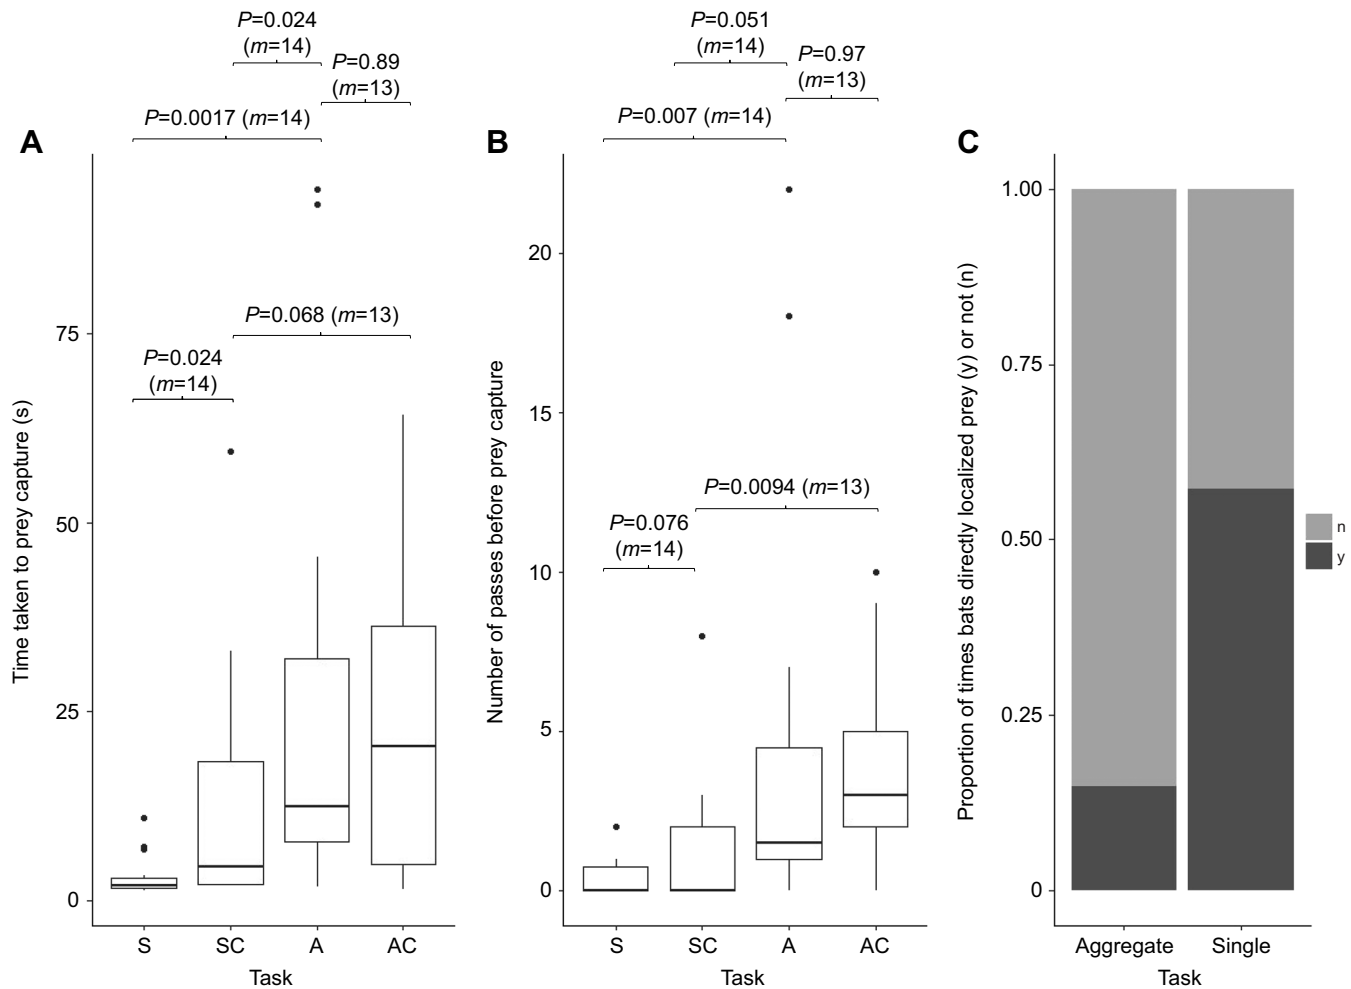 P=0.024
(m=14)
P=0.89
(m=13)
P=0.0017 (m=14)
A
75
50
25
0
Time taken to prey capture (s)
P=0.068 (m=13)
P=0.024
(m=14)
S
SC
A
AC
Task
P=0.051
(m=14)
P=0.97
(m=13)
P=0.007 (m=14)
B
20
15
10
5
0
Number of passes before prey capture
P=0.0094 (m=13)
P=0.076
(m=14)
S
SC
A
AC
Task
C
1.00
0.75
0.50
0.25
0
Proportion of times bats directly localized prey (y) or not (n)
n
y
Aggregate
Single
Task